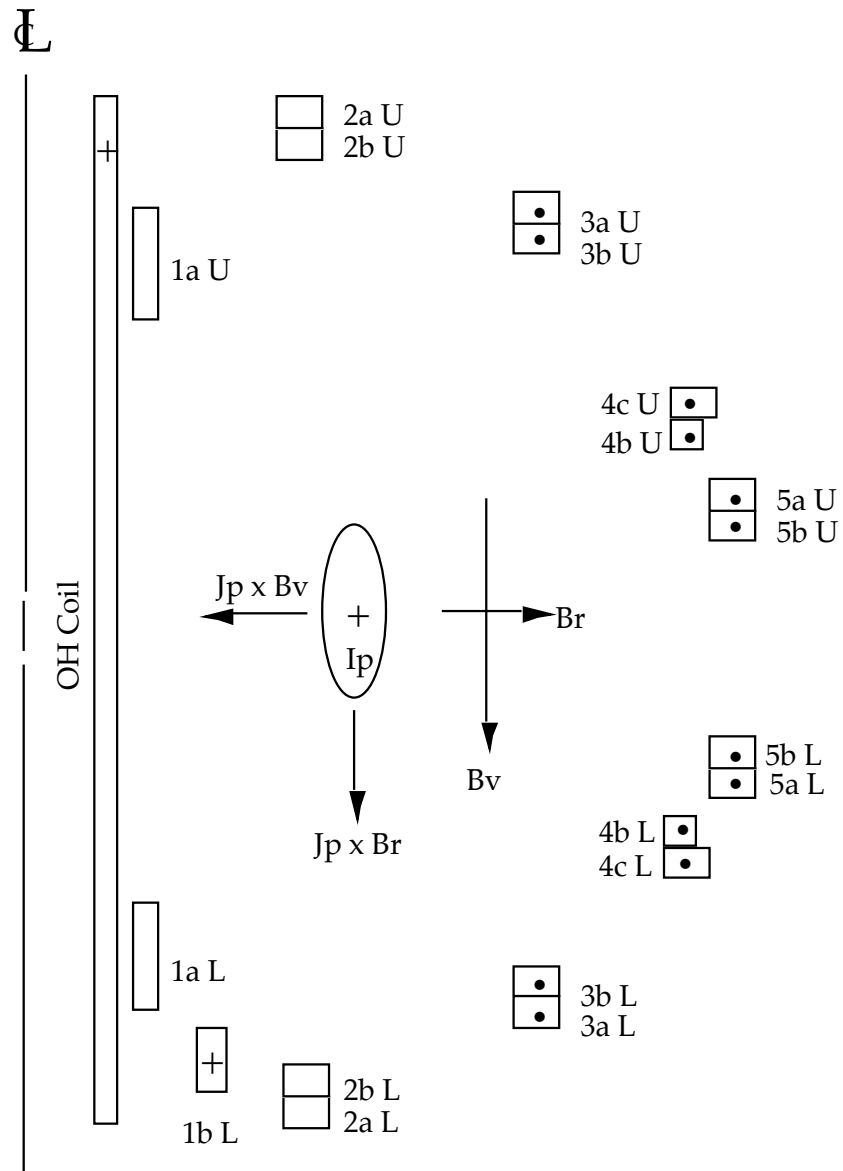 ℄
2a U
2b U
+
3a U
3b U
1a U
4c U
4b U
5a U
5b U
OH Coil
Jp x Bv
+
Ip
Br
Bv
Jp x Br
5b L
5a L
4b L
4c L
1a L
3b L
3a L
+
1b L
2b L
2a L